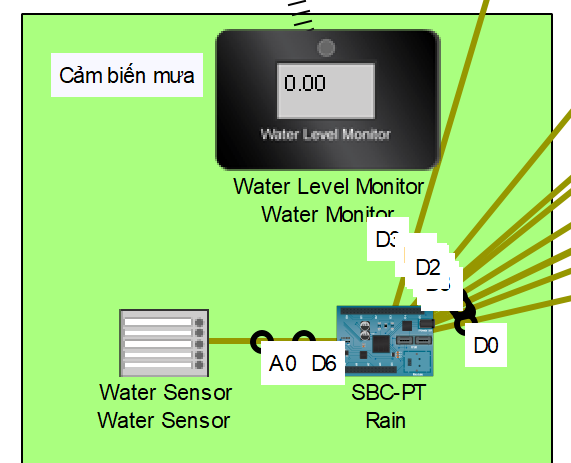 Cảm biến mưa
0.00
Water Level Monitor
Water Level Monitor
Water Monitor
D3
D2
D0
A0
D6
Water Sensor
Water Sensor
SBC-PT
Rain